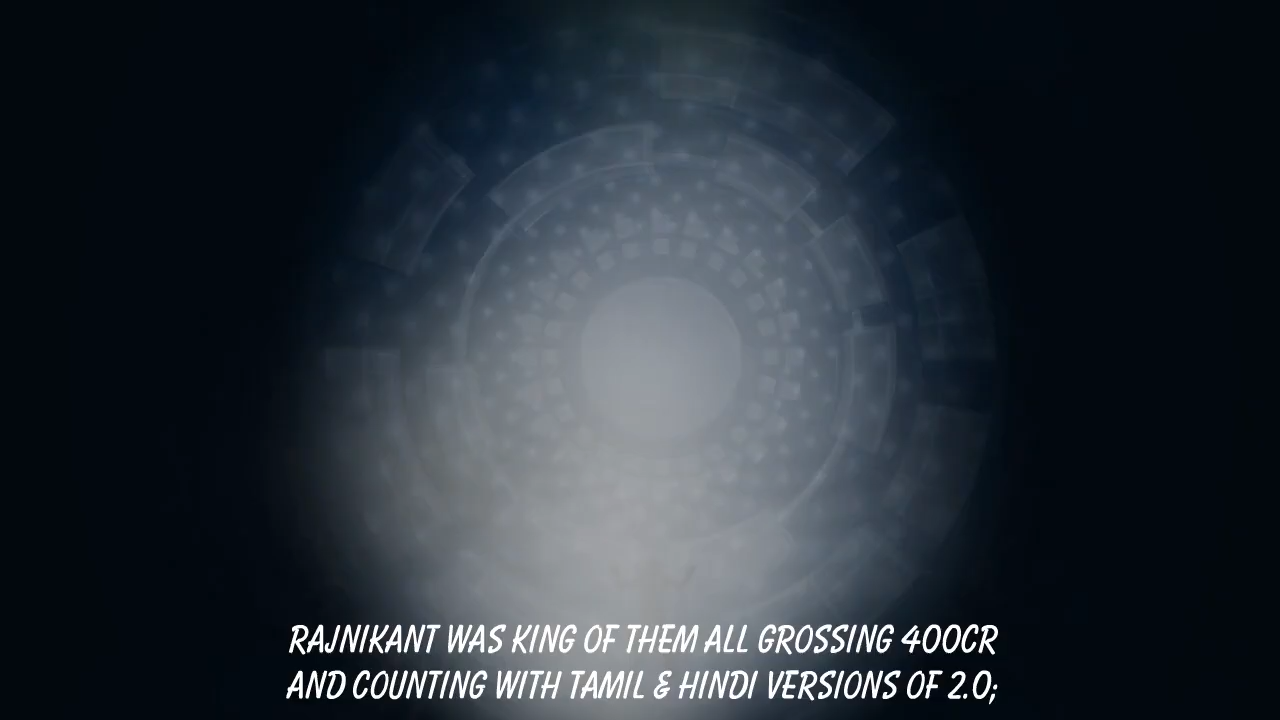 RAJNIKANT WAS KING OF THEM ALL GROSSING 400CR
AND COUNTING WITH TAMIL & HINDI VERSIONS OF 2.0;